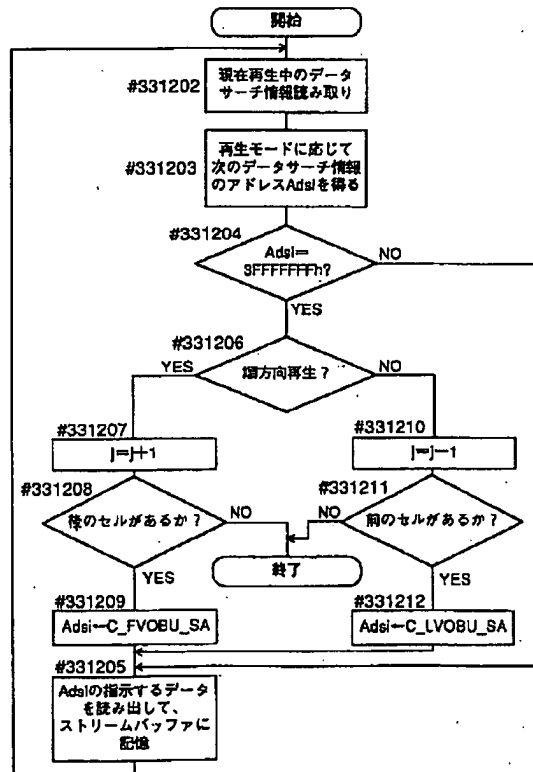 開始
#331202
現在再生中のデータ
サーチ情報読み取り
#331203
再生モードに応じて
次のデータサーチ情報
のアドレスAdsiを得る
#331204
Adsi＝
3FFFFFFFh?
NO
YES
#331206
順方向再生？
YES
NO
#331207
j=j＋1
#331210
j=j－1
#331208
後のセルがあるか？
NO
YES
#331211
前のセルがあるか？
NO
YES
終了
#331209
Adsi←C_FVOBU_SA
#331212
Adsi←C_LVOBU_SA
#331205
Adsiの指示するデータ
を読み出して、
ストリームバッファに
記憶